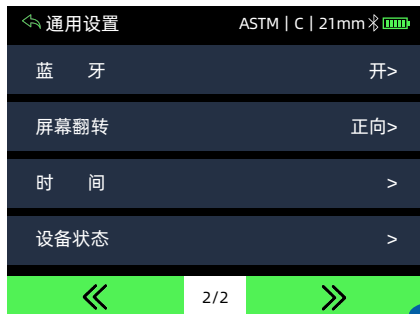 通用设置 ASTM | C | 21mm
蓝 牙 开>
屏幕翻转 正向>
时 间 >
设备状态 >
2/2